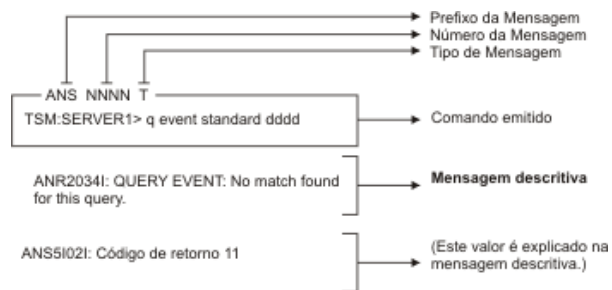 Prefixo da Mensagem
Número da Mensagem
Tipo de Mensagem
ANS NNNN T
TSM:SERVER1> q event standard dddd
Comando emitido
ANR2034I: QUERY EVENT: No match found
for this query.
Mensagem descritiva
ANS5I02I: Código de retorno 11
(Este valor é explicado na
mensagem descritiva.)